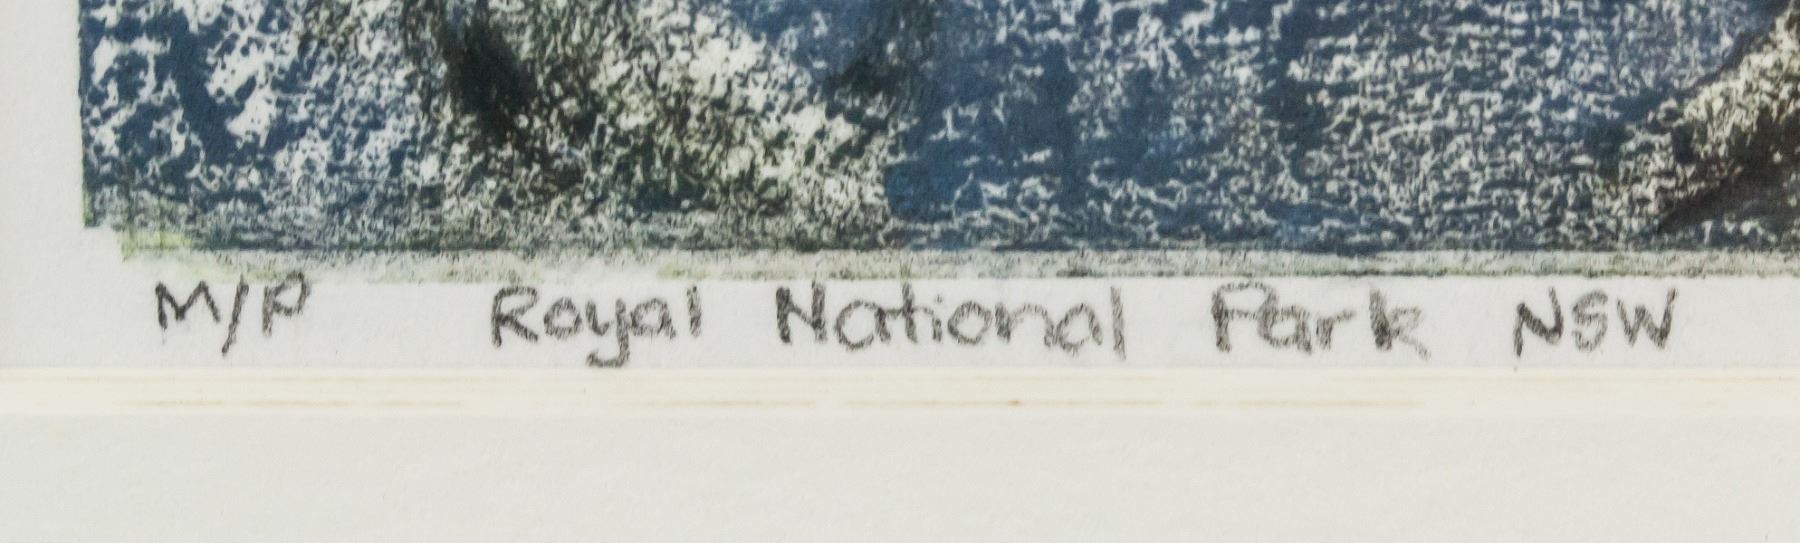 M/P Royal National Park NSW